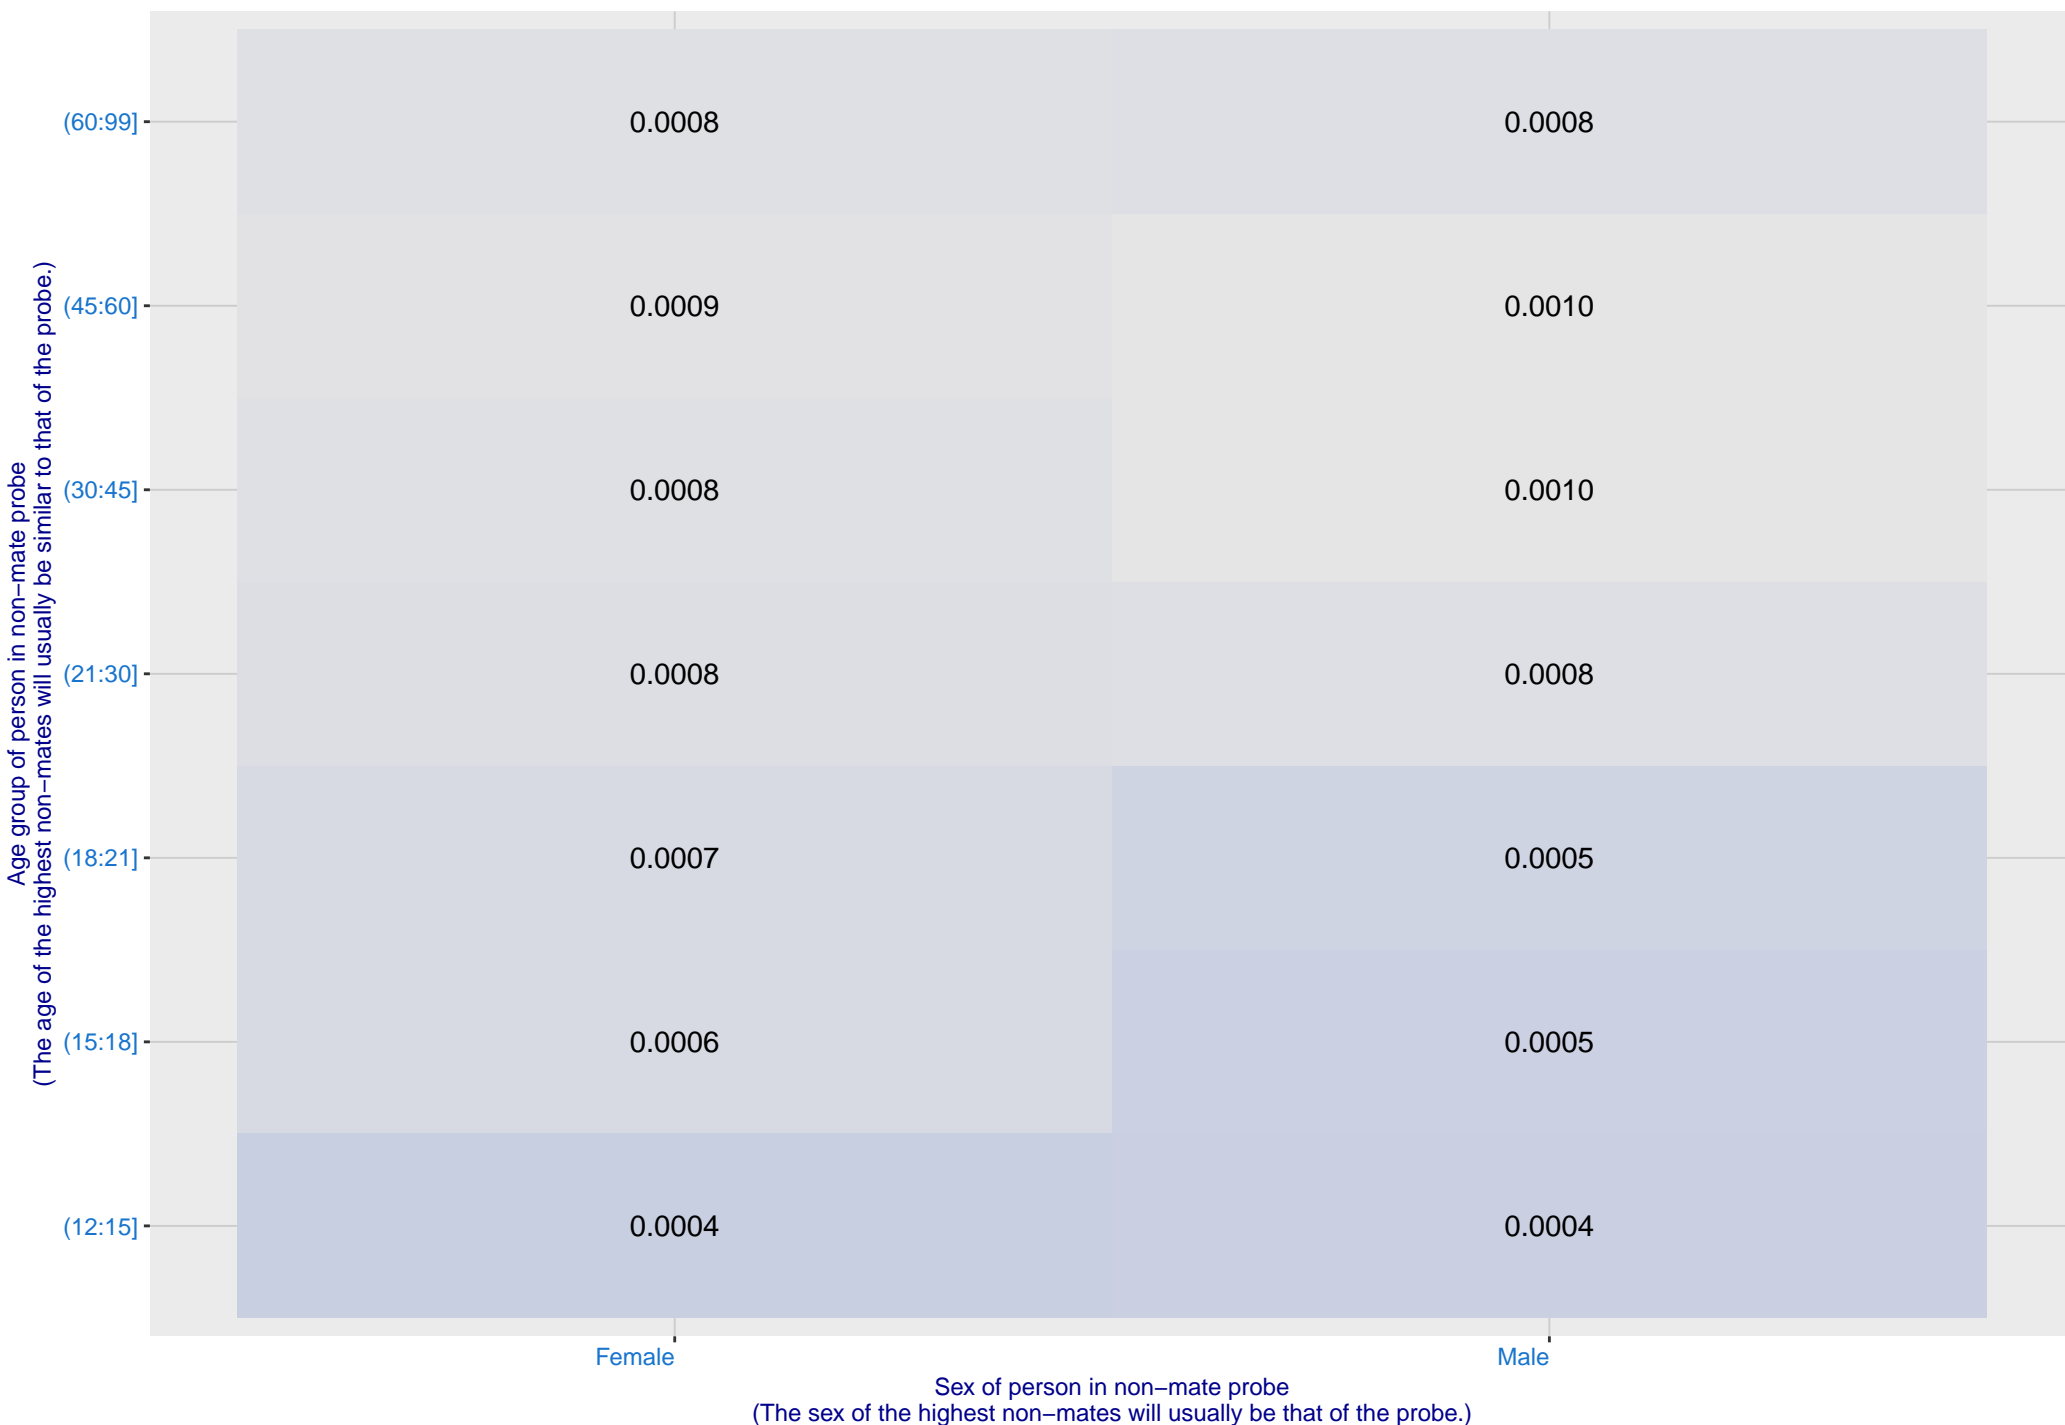 Age group of person in non−mate probe
(The age of the highest non−mates will usually be similar to that of the probe.)
(60:99] 0.0008 0.0008
(45:60] 0.0009 0.0010
(30:45] 0.0008 0.0010
(21:30] 0.0008 0.0008
(18:21] 0.0007 0.0005
(15:18] 0.0006 0.0005
(12:15] 0.0004 0.0004
Female Male
Sex of person in non−mate probe
(The sex of the highest non−mates will usually be that of the probe.)